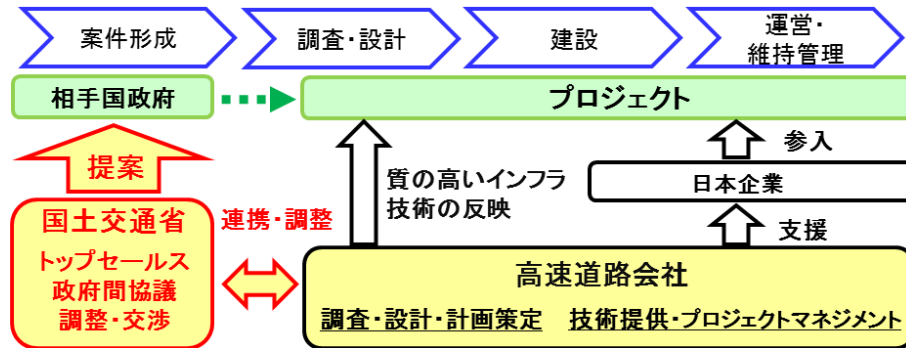 案件形成
調査・設計
建設
運営・
維持管理
相手国政府
プロジェクト
提案
質の高いインフラ
技術の反映
参入
日本企業
支援
国土交通省
トップセールス
政府間協議
調整・交渉
連携・調整
高速道路会社
調査・設計・計画策定 技術提供・プロジェクトマネジメント